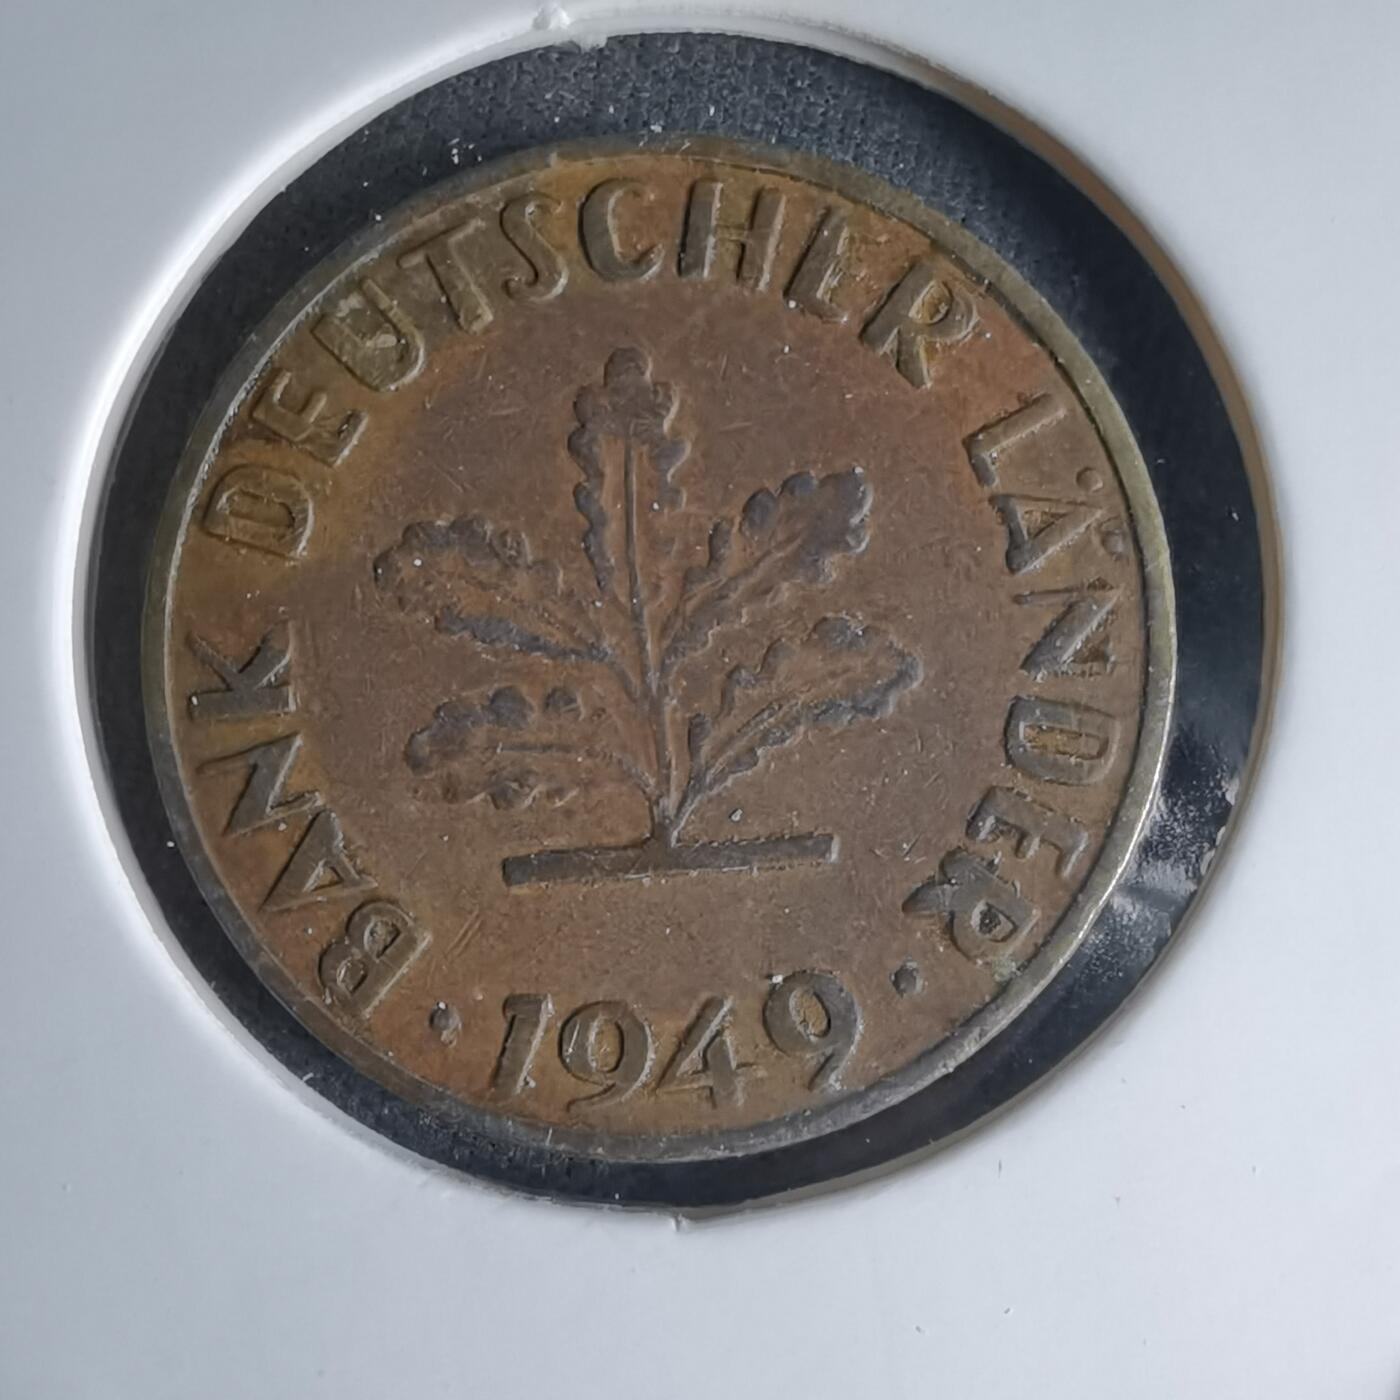 BANK DEUTSCHER LÄNDER
· 1949 ·